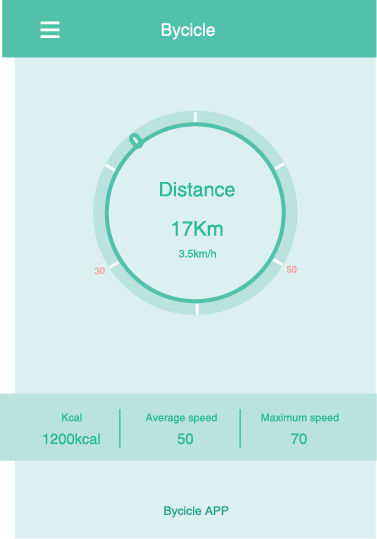 Bycicle
Distance
17Km
3.5km/h
30
50
Kcal
Average speed
Maximum speed
1200kcal
50
70
Bycicle APP